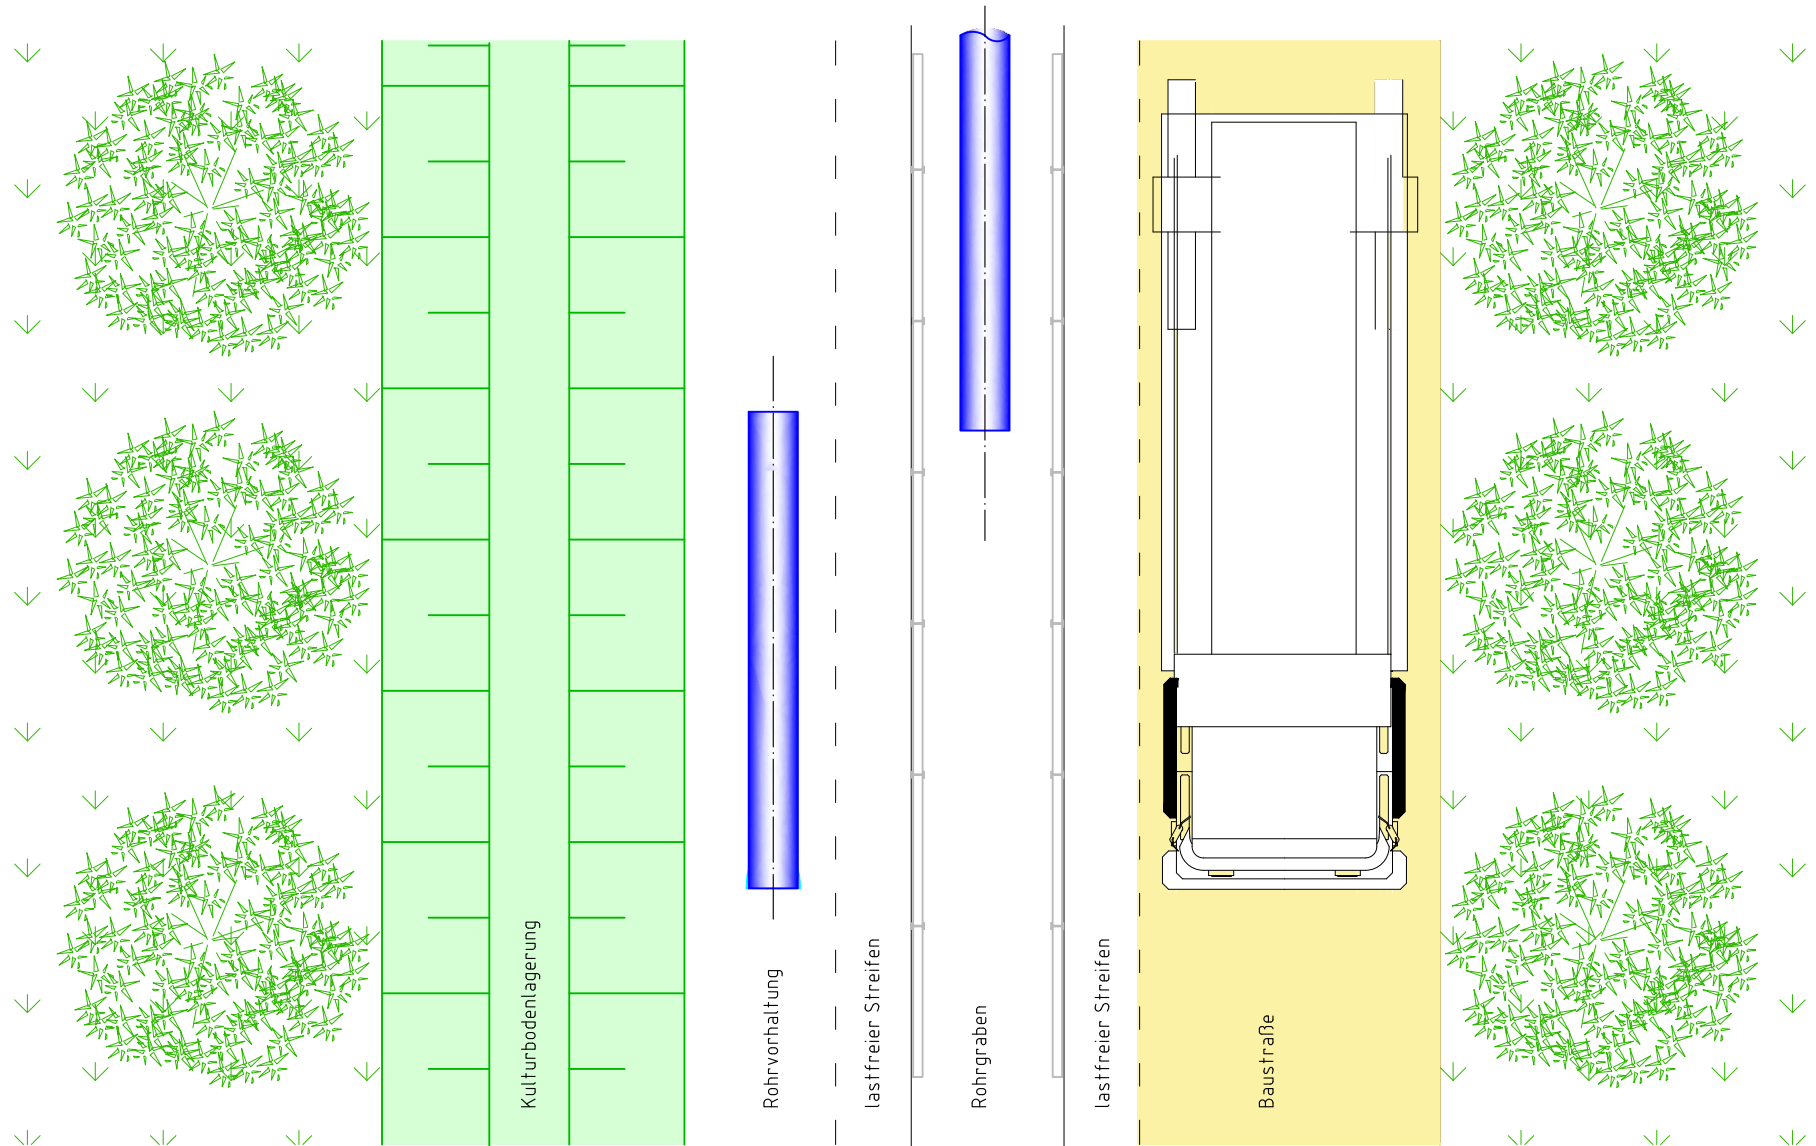 Kulturbodenlagerung
Rohrvorhaltung
lastfreier Streifen
Rohrgraben
lastfreier Streifen
Baustraße